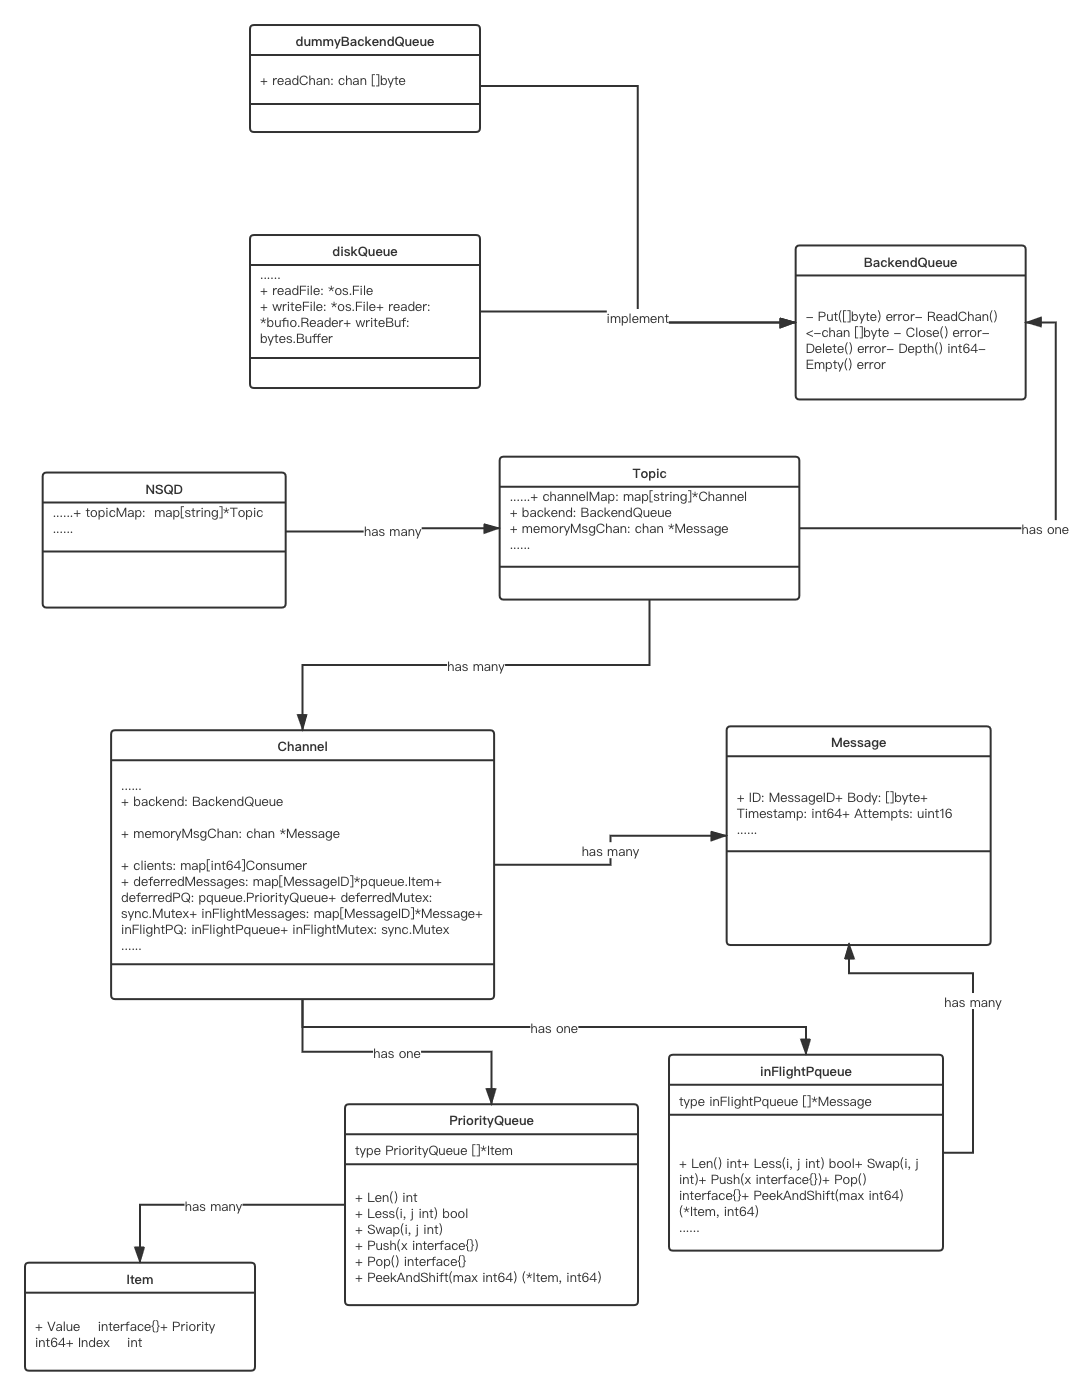 dummyBackendQueue
+ readChan: chan []byte
diskQueue
......
+ readFile: *os.File
+ writeFile: *os.File+ reader:
*bufio.Reader+ writeBuf:
bytes.Buffer
implement
BackendQueue
- Put([]byte) error- ReadChan()
<-chan []byte - Close() error-
Delete() error- Depth() int64-
Empty() error
NSQD
......+ topicMap:  map[string]*Topic
......
has many
Topic
......+ channelMap: map[string]*Channel
+ backend: BackendQueue
+ memoryMsgChan: chan *Message
......
has one
has many
Channel
......
+ backend: BackendQueue
+ memoryMsgChan: chan *Message
+ clients: map[int64]Consumer
+ deferredMessages: map[MessageID]*pqueue.Item+
deferredPQ: pqueue.PriorityQueue+ deferredMutex:
sync.Mutex+ inFlightMessages: map[MessageID]*Message+
inFlightPQ: inFlightPqueue+ inFlightMutex: sync.Mutex
......
has many
Message
+ ID: MessageID+ Body: []byte+
Timestamp: int64+ Attempts: uint16
......
has many
has one
has one
inFlightPqueue
type inFlightPqueue []*Message
+ Len() int+ Less(i, j int) bool+ Swap(i, j
int)+ Push(x interface{})+ Pop()
interface{}+ PeekAndShift(max int64)
(*Item, int64)
......
PriorityQueue
type PriorityQueue []*Item
+ Len() int
+ Less(i, j int) bool
+ Swap(i, j int)
+ Push(x interface{})
+ Pop() interface{}
+ PeekAndShift(max int64) (*Item, int64)
has many
Item
+ Value    interface{}+ Priority
int64+ Index    int